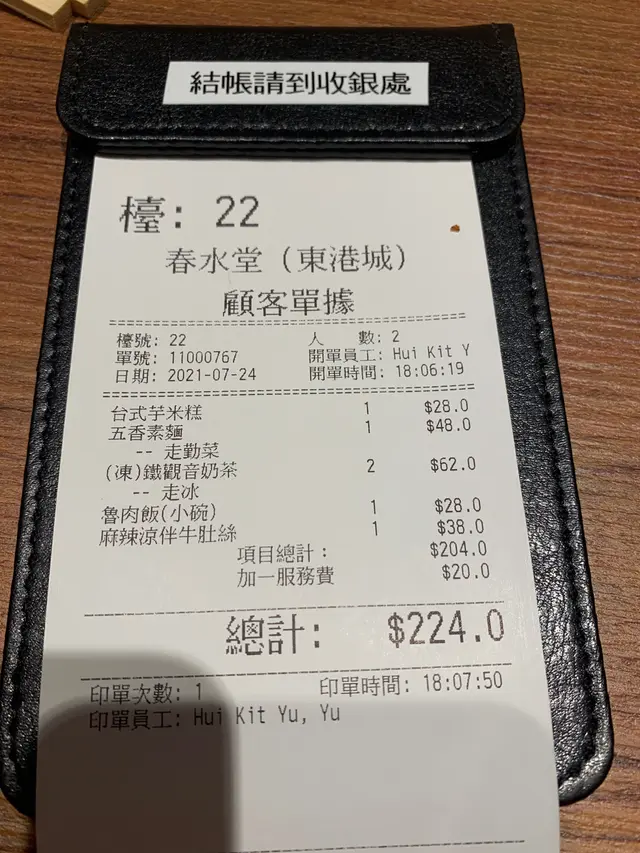 結帳請到收銀處
檯: 22
春水堂 (東港城)
顧客單據
檯號: 22 人 數: 2
單號: 11000767 開單員工: Hui Kit Y
日期: 2021-07-24 開單時間: 18:06:19
台式芋米糕 1 $28.0
五香素麵 1 $48.0
-- 走勤菜
(凍)鐵觀音奶茶 2 $62.0
-- 走冰
魯肉飯(小碗) 1 $28.0
麻辣涼伴牛肚絲 1 $38.0
項目總計: $204.0
加一服務費 $20.0
總計: $224.0
印單次數: 1 印單時間: 18:07:50
印單員工: Hui Kit Yu, Yu